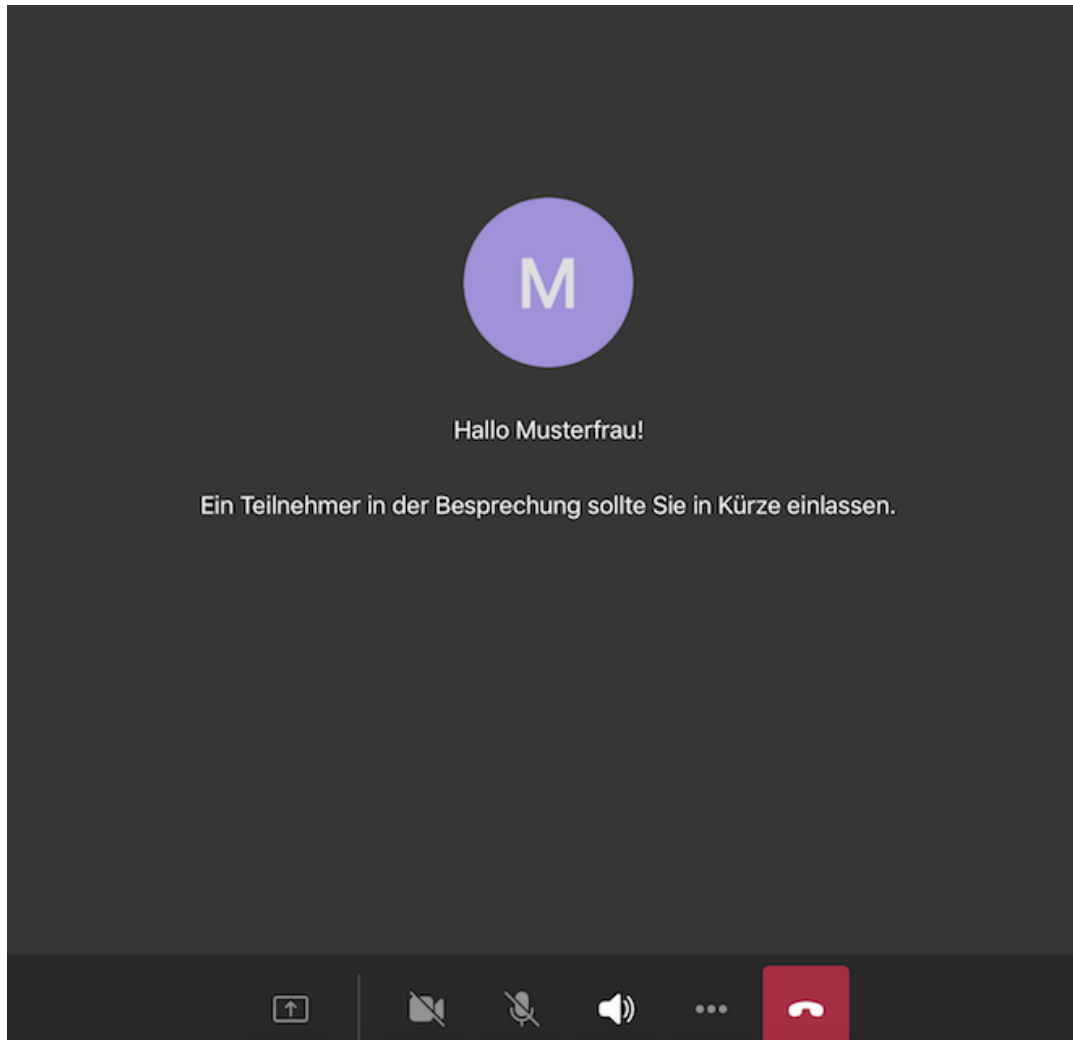 M
Hallo Musterfrau!
Ein Teilnehmer in der Besprechung sollte Sie in Kürze einlassen.